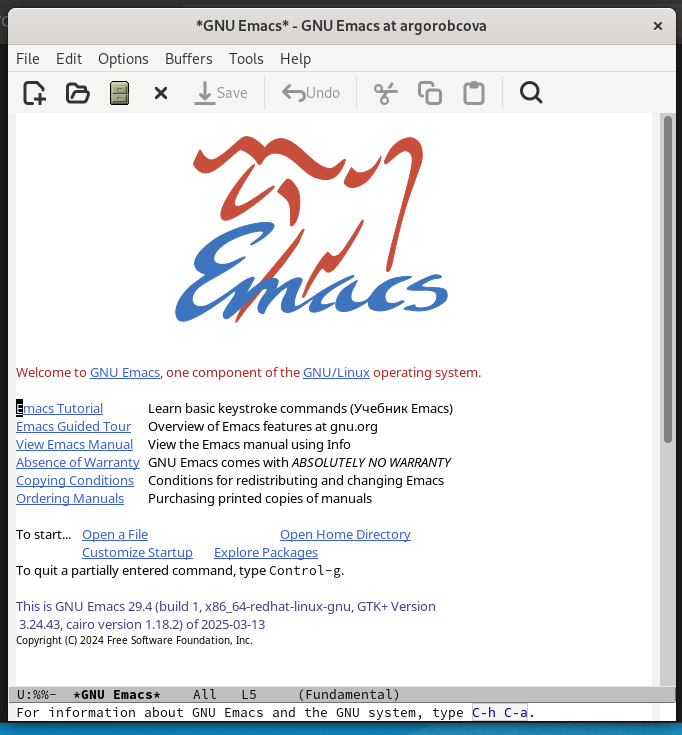 *GNU Emacs* - GNU Emacs at argorobcova
File Edit Options Buffers Tools Help
Save Undo
Emacs
Welcome to GNU Emacs, one component of the GNU/Linux operating system.
Emacs Tutorial Learn basic keystroke commands (Учебник Emacs)
Emacs Guided Tour Overview of Emacs features at gnu.org
View Emacs Manual View the Emacs manual using Info
Absence of Warranty GNU Emacs comes with ABSOLUTELY NO WARRANTY
Copying Conditions Conditions for redistributing and changing Emacs
Ordering Manuals Purchasing printed copies of manuals
To start... Open a File Open Home Directory
Customize Startup Explore Packages
To quit a partially entered command, type Control-g.
This is GNU Emacs 29.4 (build 1, x86_64-redhat-linux-gnu, GTK+ Version
3.24.43, cairo version 1.18.2) of 2025-03-13
Copyright (C) 2024 Free Software Foundation, Inc.
U:%%- *GNU Emacs* All L5 (Fundamental)
For information about GNU Emacs and the GNU system, type C-h C-a.